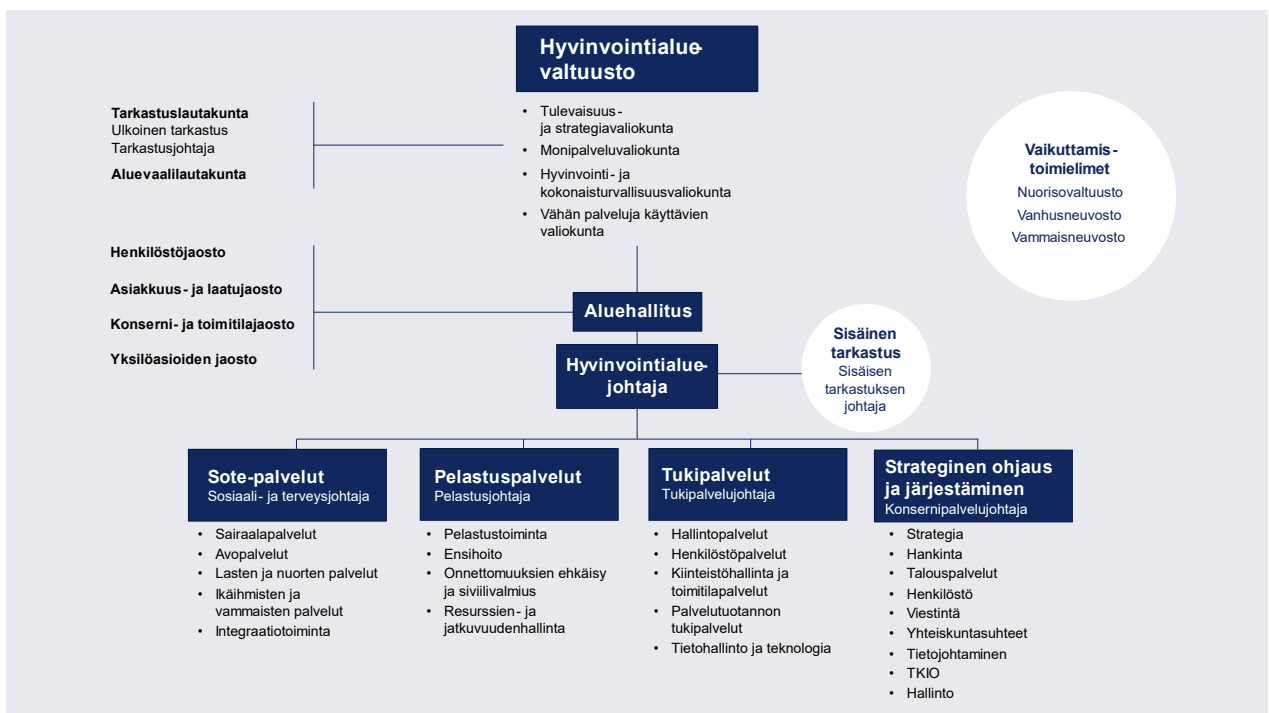 Hyvinvointialue-
valtuusto
• Tulevaisuus-
ja strategiavaliokunta
• Monipalveluvaliokunta
• Hyvinvointi- ja
kokonaisturvallisuusvaliokunta
• Vähän palveluja käyttävien
valiokunta
Tarkastuslautakunta
Ulkoinen tarkastus
Tarkastusjohtaja
Aluevaalilautakunta
Vaikuttamis-
toimielimet
Nuorisovaltuusto
Vanhusneuvosto
Vammaisneuvosto
Henkilöstöjaosto
Asiakkuus- ja laatujaosto
Konserni- ja toimitilajaosto
Yksilöasioiden jaosto
Aluehallitus
Hyvinvointialue-
johtaja
Sisäinen
tarkastus
Sisäisen
tarkastuksen
johtaja
Sote-palvelut
Sosiaali- ja terveysjohtaja
• Sairaalapalvelut
• Avopalvelut
• Lasten ja nuorten palvelut
• Ikäihmisten ja
vammaisten palvelut
• Integraatiotoiminta
Pelastuspalvelut
Pelastusjohtaja
• Pelastustoiminta
• Ensihoito
• Onnettomuuksien ehkäisy
ja siviilivalmius
• Resurssien- ja
jatkuvuudenhallinta
Tukipalvelut
Tukipalvelujohtaja
• Hallintopalvelut
• Henkilöstöpalvelut
• Kiinteistöhallinta ja
toimitilapalvelut
• Palvelutuotannon
tukipalvelut
• Tietohallinto ja teknologia
Strateginen ohjaus
ja järjestäminen
Konsernipalvelujohtaja
• Strategia
• Hankinta
• Talouspalvelut
• Henkilöstö
• Viestintä
• Yhteiskuntasuhteet
• Tietojohtaminen
• TKIO
• Hallinto